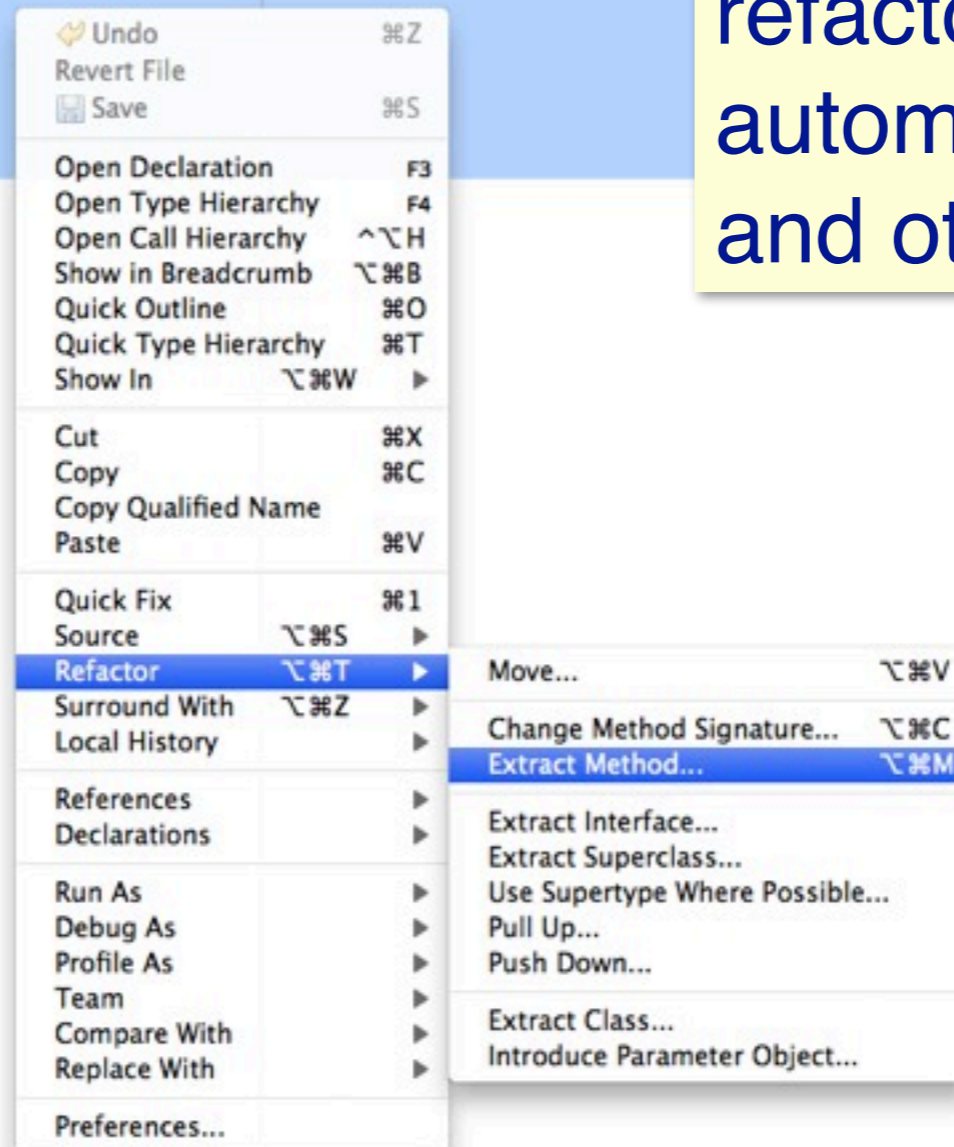 refacto
autom
and ot
Undo ⌘Z
Revert File
Save ⌘S
Open Declaration F3
Open Type Hierarchy F4
Open Call Hierarchy ^⌥H
Show in Breadcrumb ⌥⌘B
Quick Outline ⌘O
Quick Type Hierarchy ⌘T
Show In ⌥⌘W ▶
Cut ⌘X
Copy ⌘C
Copy Qualified Name
Paste ⌘V
Quick Fix ⌘1
Source ⌥⌘S ▶
Refactor ⌥⌘T ▶
Surround With ⌥⌘Z ▶
Local History ▶
References ▶
Declarations ▶
Run As ▶
Debug As ▶
Profile As ▶
Team ▶
Compare With ▶
Replace With ▶
Preferences...
Move... ⌥⌘V
Change Method Signature... ⌥⌘C
Extract Method... ⌥⌘M
Extract Interface...
Extract Superclass...
Use Supertype Where Possible...
Pull Up...
Push Down...
Extract Class...
Introduce Parameter Object...